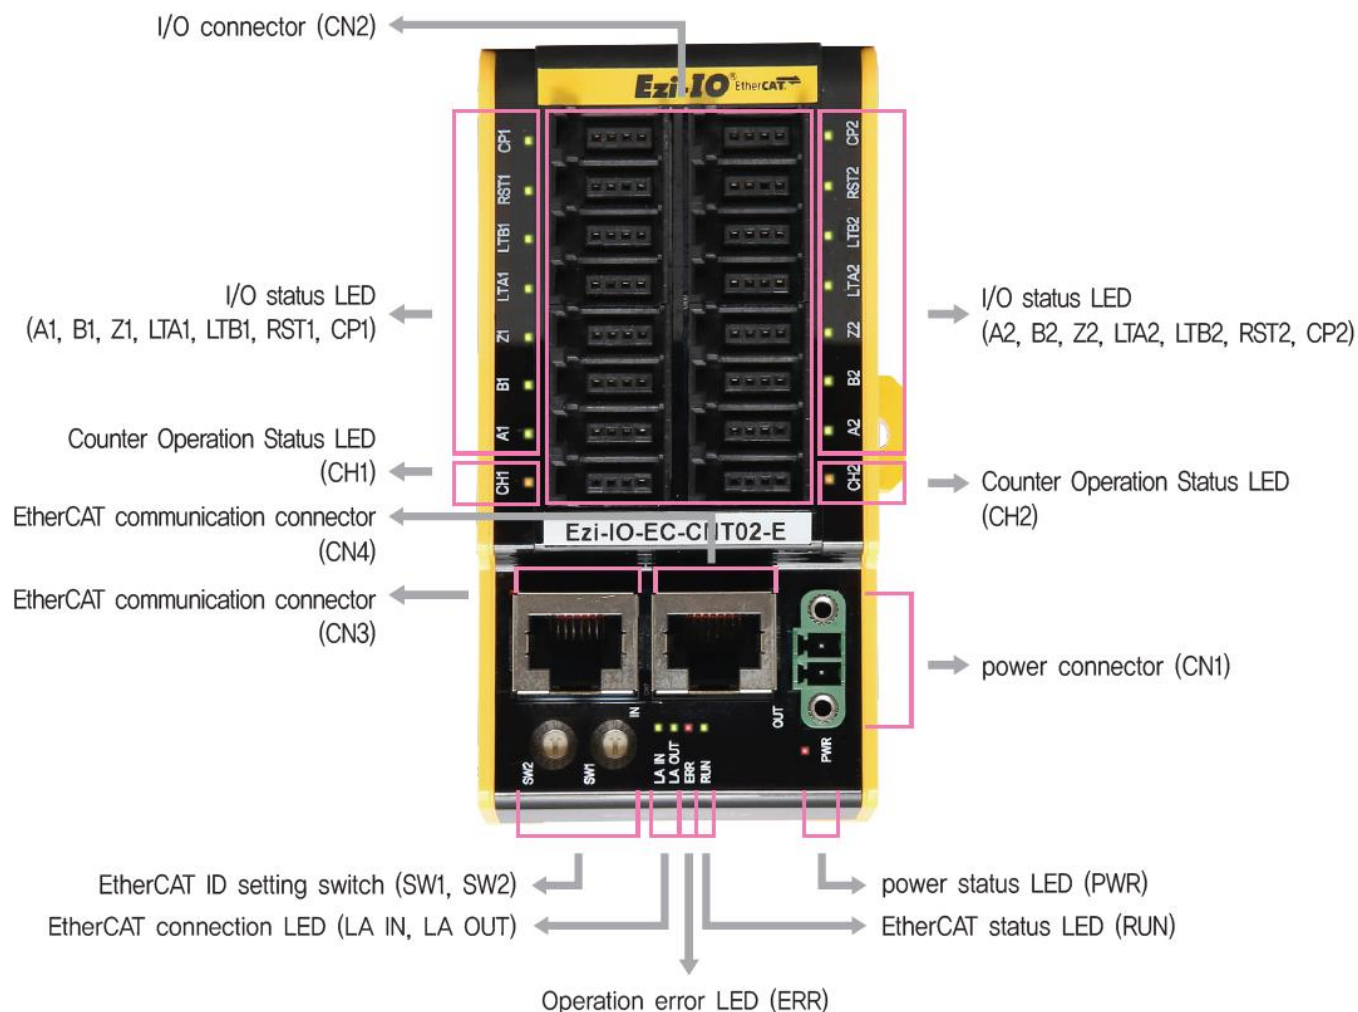 I/O connector (CN2)
Ezi-IO® EtherCAT
CP1
CP2
RST1
RST2
LTB1
LTB2
LTA1
LTA2
I/O status LED
(A1, B1, Z1, LTA1, LTB1, RST1, CP1)
I/O status LED
(A2, B2, Z2, LTA2, LTB2, RST2, CP2)
Z1
Z2
B1
B2
A1
A2
Counter Operation Status LED
(CH1)
CH1
CH2
Counter Operation Status LED
(CH2)
EtherCAT communication connector
(CN4)
Ezi-IO-EC-CNT02-E
EtherCAT communication connector
(CN3)
power connector (CN1)
IN
OUT
SW2
SW1
LA IN
LA OUT
ERR
RUN
PWR
EtherCAT ID setting switch (SW1, SW2)
power status LED (PWR)
EtherCAT connection LED (LA IN, LA OUT)
EtherCAT status LED (RUN)
Operation error LED (ERR)